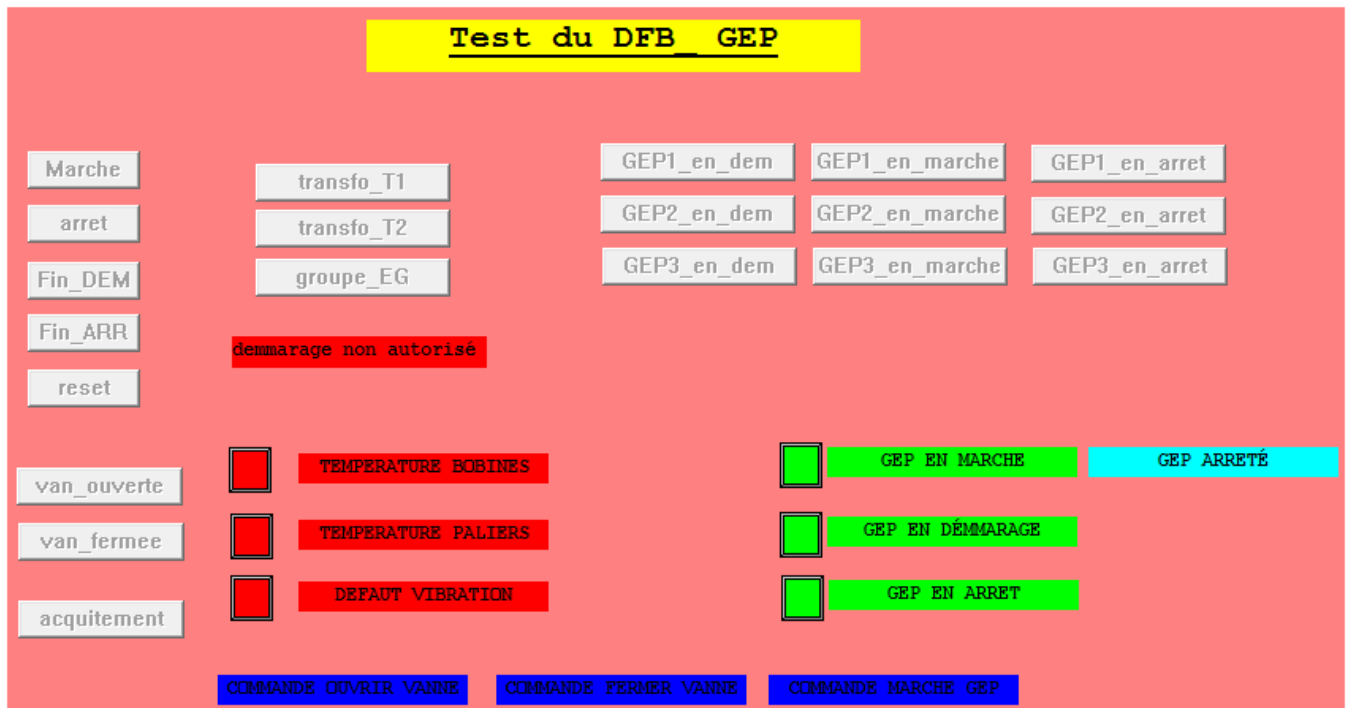 Test du DFB_ GEP
Marche
transfo_T1
GEP1_en_dem
GEP1_en_marche
GEP1_en_arret
arret
transfo_T2
GEP2_en_dem
GEP2_en_marche
GEP2_en_arret
Fin_DEM
groupe_EG
GEP3_en_dem
GEP3_en_marche
GEP3_en_arret
Fin_ARR
demmarage non autorisé
reset
van_ouverte
TEMPERATURE BOBINES
GEP EN MARCHE
GEP ARRETÉ
van_fermee
TEMPERATURE PALIERS
GEP EN DÉMMARAGE
acquitement
DEFAUT VIBRATION
GEP EN ARRET
COMMANDE OUVRIR VANNE
COMMANDE FERMER VANNE
COMMANDE MARCHE GEP